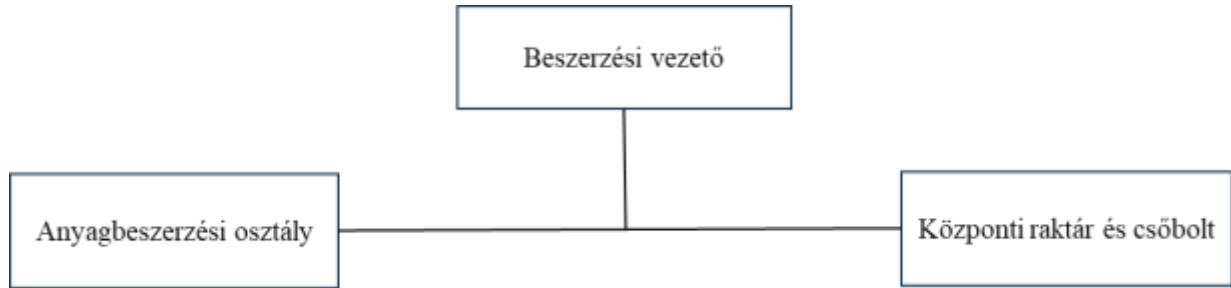 Beszerzési vezető
Anyagbeszerzési osztály
Központi raktár és csőbolt